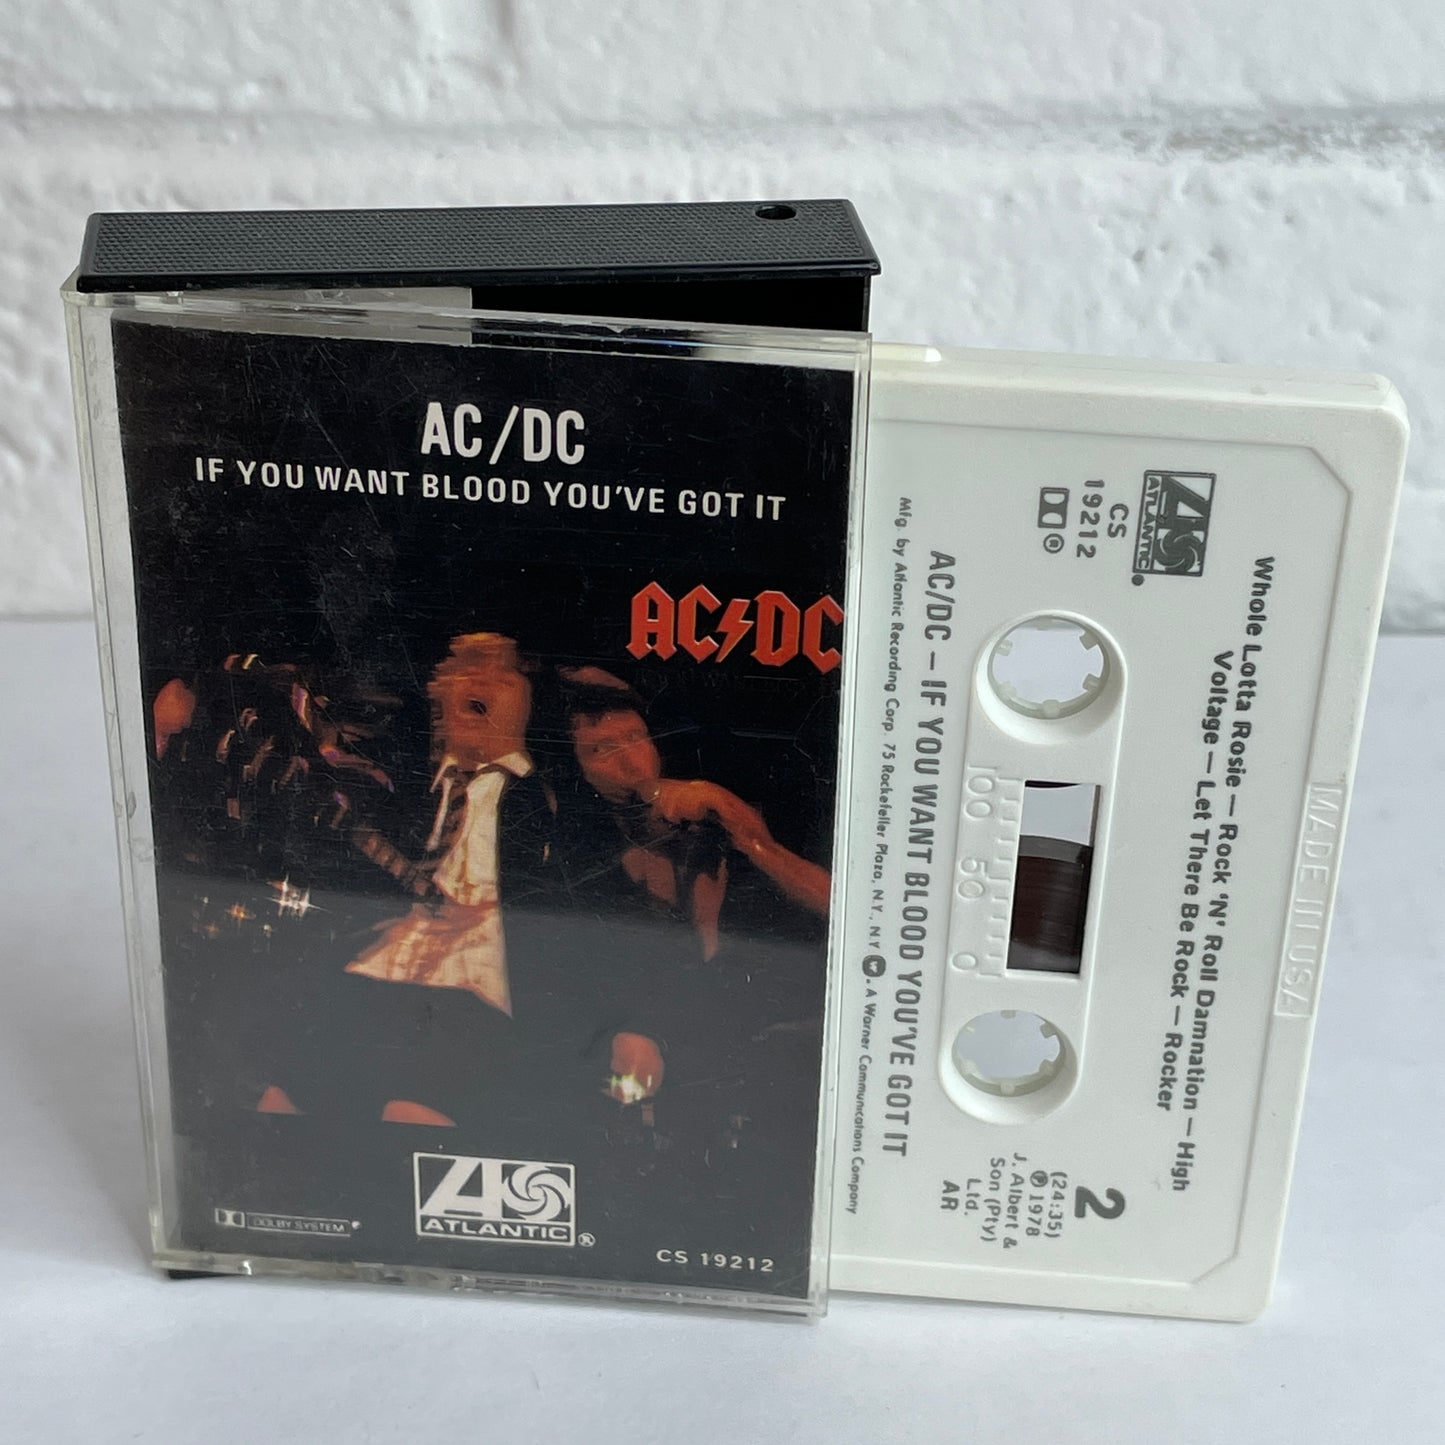 AC/DC
IF YOU WANT BLOOD YOU'VE GOT IT
AC DC
ATLANTIC ®
DOLBY SYSTEM
CS 19212
ATLANTIC
CS
19212
®
Whole Lotta Rosie – Rock 'N' Roll Damnation – High
Voltage – Let There Be Rock – Rocker
AC/DC – IF YOU WANT BLOOD YOU'VE GOT IT
Mfg. by Atlantic Recording Corp. 75 Rockefeller Plaza, N.Y., N.Y. A Warner Communications Company
100 50 0
MADE IN USA
2
(24:35)
℗ 1978
J. Albert &
Son (Pty)
Ltd.
AR